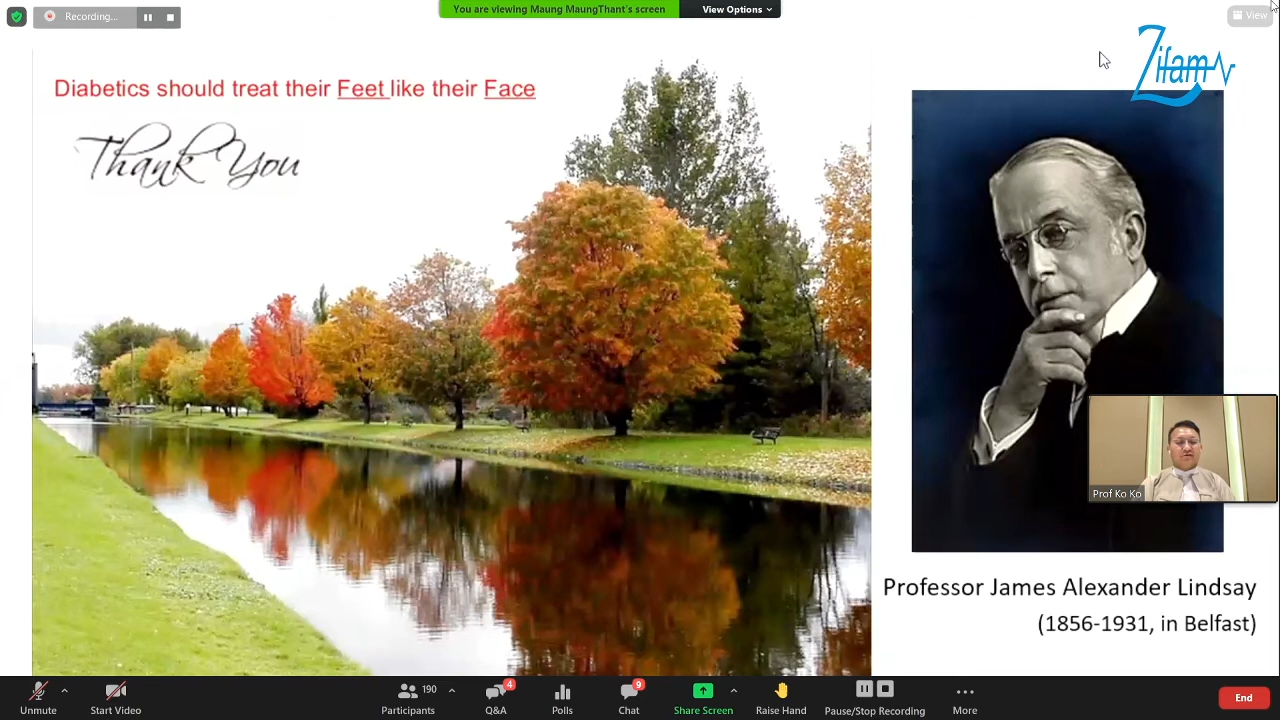 Recording...
You are viewing Maung MaungThant's screen
View Options
View
Zifam
Diabetics should treat their Feet like their Face
Thank You
Prof Ko Ko
Professor James Alexander Lindsay
(1856-1931, in Belfast)
Unmute
Start Video
Participants 190
Q&A 4
Polls
Chat 9
Share Screen
Raise Hand
Pause/Stop Recording
More
End